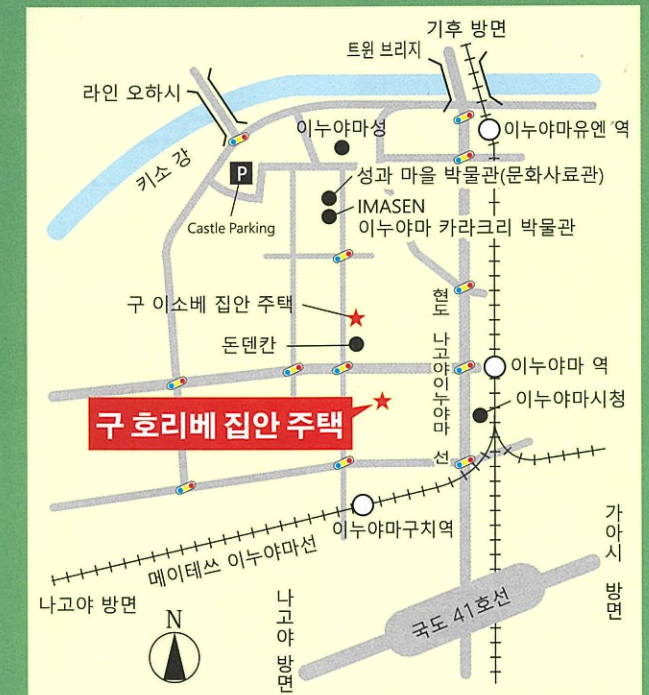 기후 방면
트윈 브리지
라인 오하시
이누야마성
이누야마유엔 역
키소 강
P
Castle Parking
성과 마을 박물관(문화사료관)
IMASEN
이누야마 카라크리 박물관
구 이소베 집안 주택
돈덴칸
현도 나고야이누야마 선
이누야마 역
이누야마시청
구 호리베 집안 주택
이누야마구치역
메이테쓰 이누야마선
나고야 방면
나고야 방면
국도 41호선
가아시 방면
N